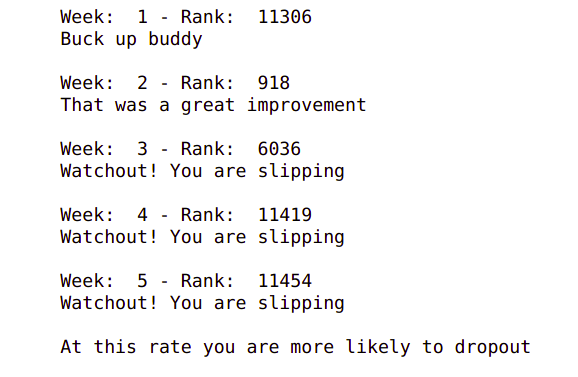 Week:  1 - Rank:  11306
Buck up buddy
Week:  2 - Rank:  918
That was a great improvement
Week:  3 - Rank:  6036
Watchout! You are slipping
Week:  4 - Rank:  11419
Watchout! You are slipping
Week:  5 - Rank:  11454
Watchout! You are slipping
At this rate you are more likely to dropout